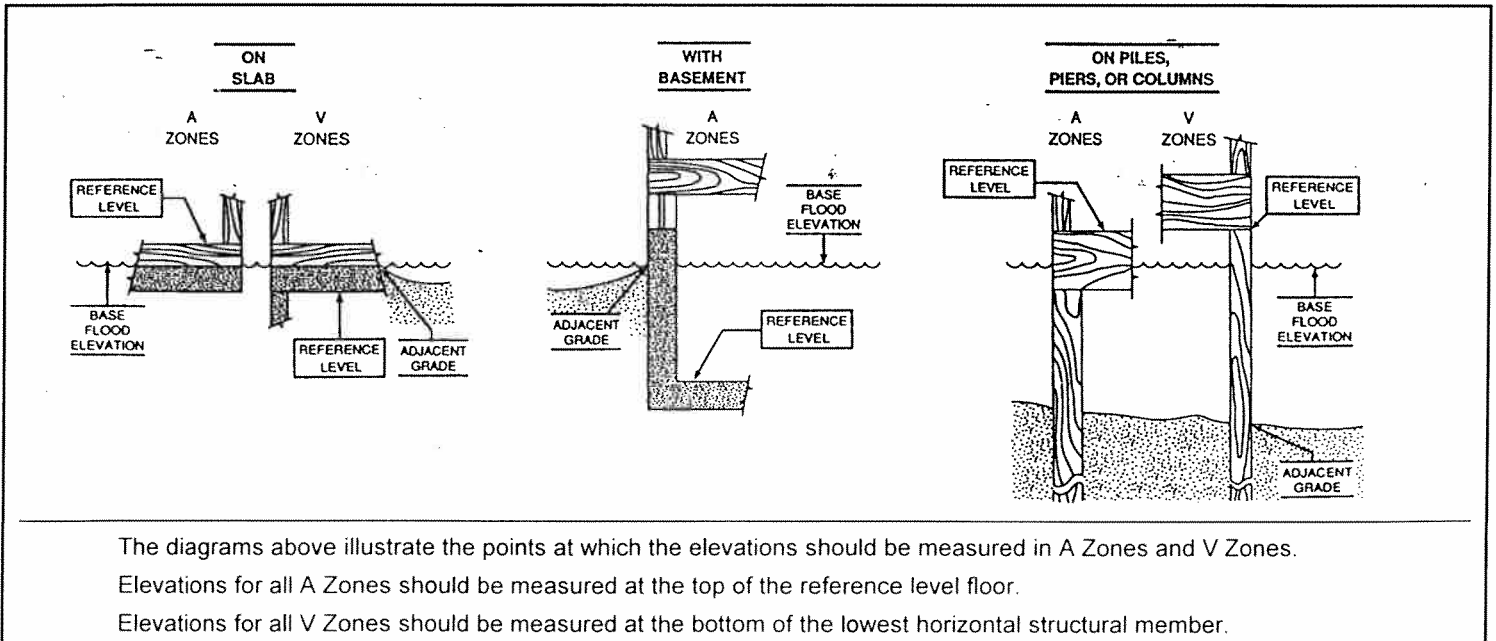 ON
SLAB
A
ZONES
V
ZONES
REFERENCE
LEVEL
BASE
FLOOD
ELEVATION
REFERENCE
LEVEL
ADJACENT
GRADE
WITH
BASEMENT
A
ZONES
BASE
FLOOD
ELEVATION
ADJACENT
GRADE
REFERENCE
LEVEL
ON PILES,
PIERS, OR COLUMNS
A
ZONES
V
ZONES
REFERENCE
LEVEL
REFERENCE
LEVEL
BASE
FLOOD
ELEVATION
ADJACENT
GRADE
The diagrams above illustrate the points at which the elevations should be measured in A Zones and V Zones.
Elevations for all A Zones should be measured at the top of the reference level floor.
Elevations for all V Zones should be measured at the bottom of the lowest horizontal structural member.